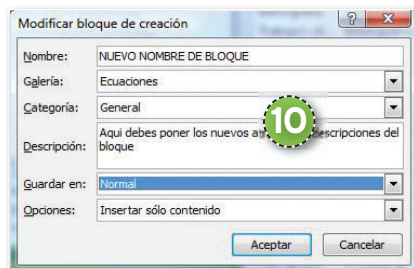 Modificar bloque de creación
Nombre: NUEVO NOMBRE DE BLOQUE
Galería: Ecuaciones
Categoría: General
10
Descripción: Aqui debes poner los nuevos descripciones del
bloque
Guardar en: Normal
Opciones: Insertar sólo contenido
Aceptar Cancelar